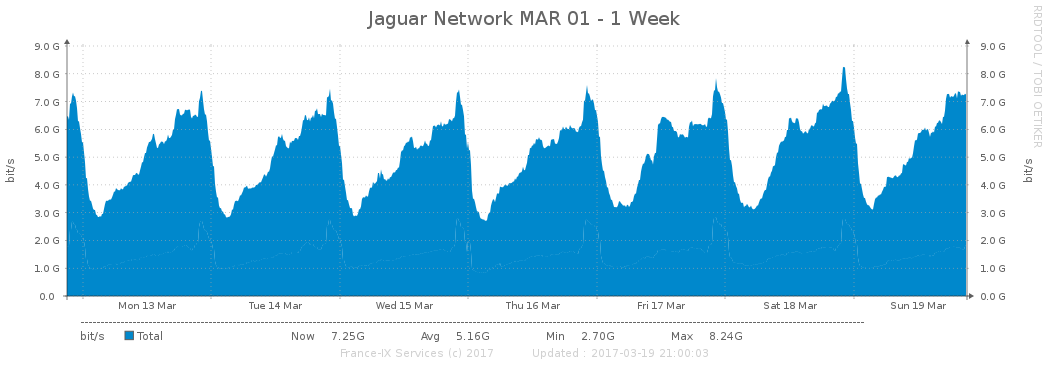 Jaguar Network MAR 01 - 1 Week
RRDTOOL / TOBI OETIKER
9.0 G 9.0 G
8.0 G 8.0 G
7.0 G 7.0 G
6.0 G 6.0 G
5.0 G 5.0 G
4.0 G 4.0 G
3.0 G 3.0 G
2.0 G 2.0 G
1.0 G 1.0 G
0.0 0.0 G
bit/s bit/s
Mon 13 Mar Tue 14 Mar Wed 15 Mar Thu 16 Mar Fri 17 Mar Sat 18 Mar Sun 19 Mar
bit/s Total Now 7.25G Avg 5.16G Min 2.70G Max 8.24G
France-IX Services (c) 2017 Updated : 2017-03-19 21:00:03